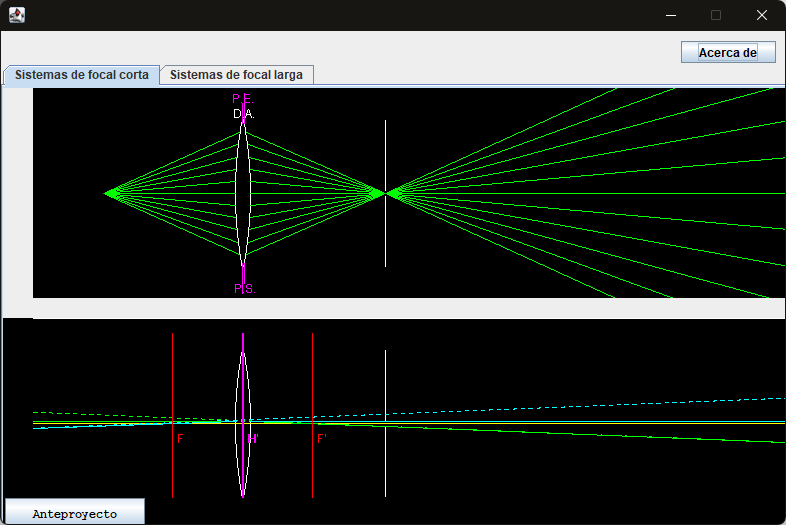 Acerca de
Sistemas de focal corta Sistemas de focal larga
P.E.
D.A.
P.S.
F H' F'
Anteproyecto